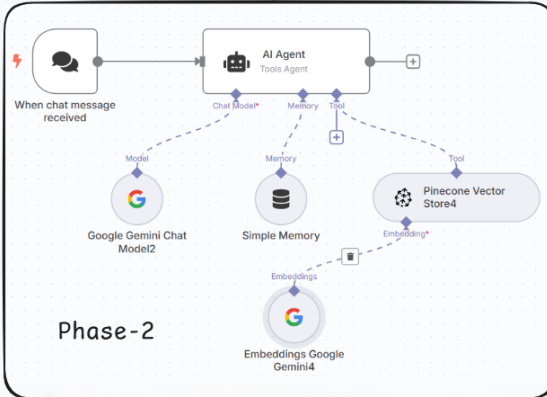 AI Agent
Tools Agent
When chat message
received
Chat Model*
Memory
Tool
Model
Memory
Tool
Google Gemini Chat
Model2
Simple Memory
Pinecone Vector
Store4
Embedding*
Embeddings
Embeddings Google
Gemini4
Phase-2